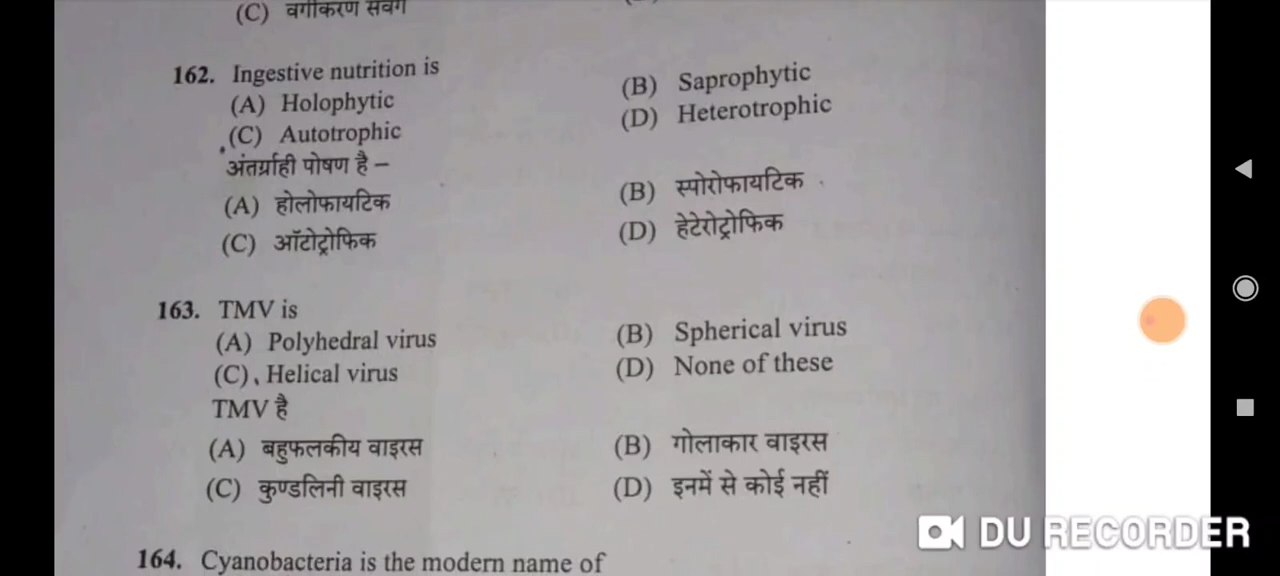 (C) वर्गीकरण संवर्ग
162. Ingestive nutrition is
(A) Holophytic (B) Saprophytic
(C) Autotrophic (D) Heterotrophic
अंतर्ग्राही पोषण है –
(A) होलोफायटिक (B) स्पोरोफायटिक
(C) ऑटोट्रोफिक (D) हेटेरोट्रोफिक
163. TMV is
(A) Polyhedral virus (B) Spherical virus
(C) Helical virus (D) None of these
TMV है
(A) बहुफलकीय वाइरस (B) गोलाकार वाइरस
(C) कुण्डलिनी वाइरस (D) इनमें से कोई नहीं
164. Cyanobacteria is the modern name of
DU RECORDER